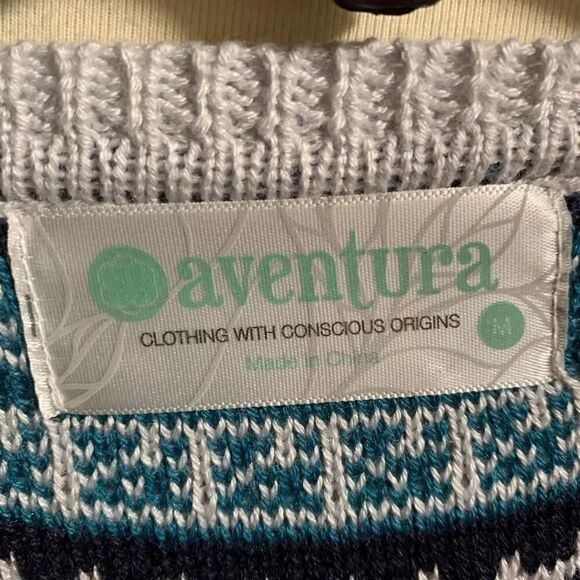 aventura
CLOTHING WITH CONSCIOUS ORIGINS
M
Made in China